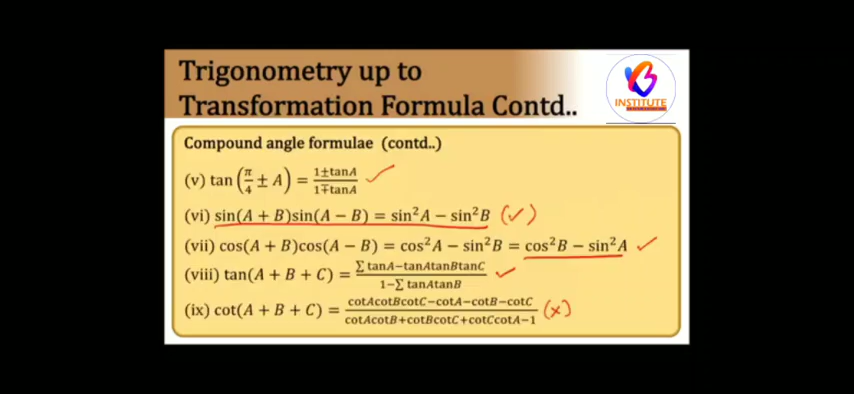 Trigonometry up to
Transformation Formula Contd..
INSTITUTE
Compound angle formulae (contd..)
(v) tan (π/4 ± A) = 1±tanA/1∓tanA ✓
(vi) sin(A + B)sin(A − B) = sin²A − sin²B (✓)
(vii) cos(A + B)cos(A − B) = cos²A − sin²B = cos²B − sin²A ✓
(viii) tan(A + B + C) = ∑ tanA−tanAtanBtanC/1−∑ tanAtanB ✓
(ix) cot(A + B + C) = cotAcotBcotC−cotA−cotB−cotC/cotAcotB+cotBcotC+cotCcotA−1 (×)